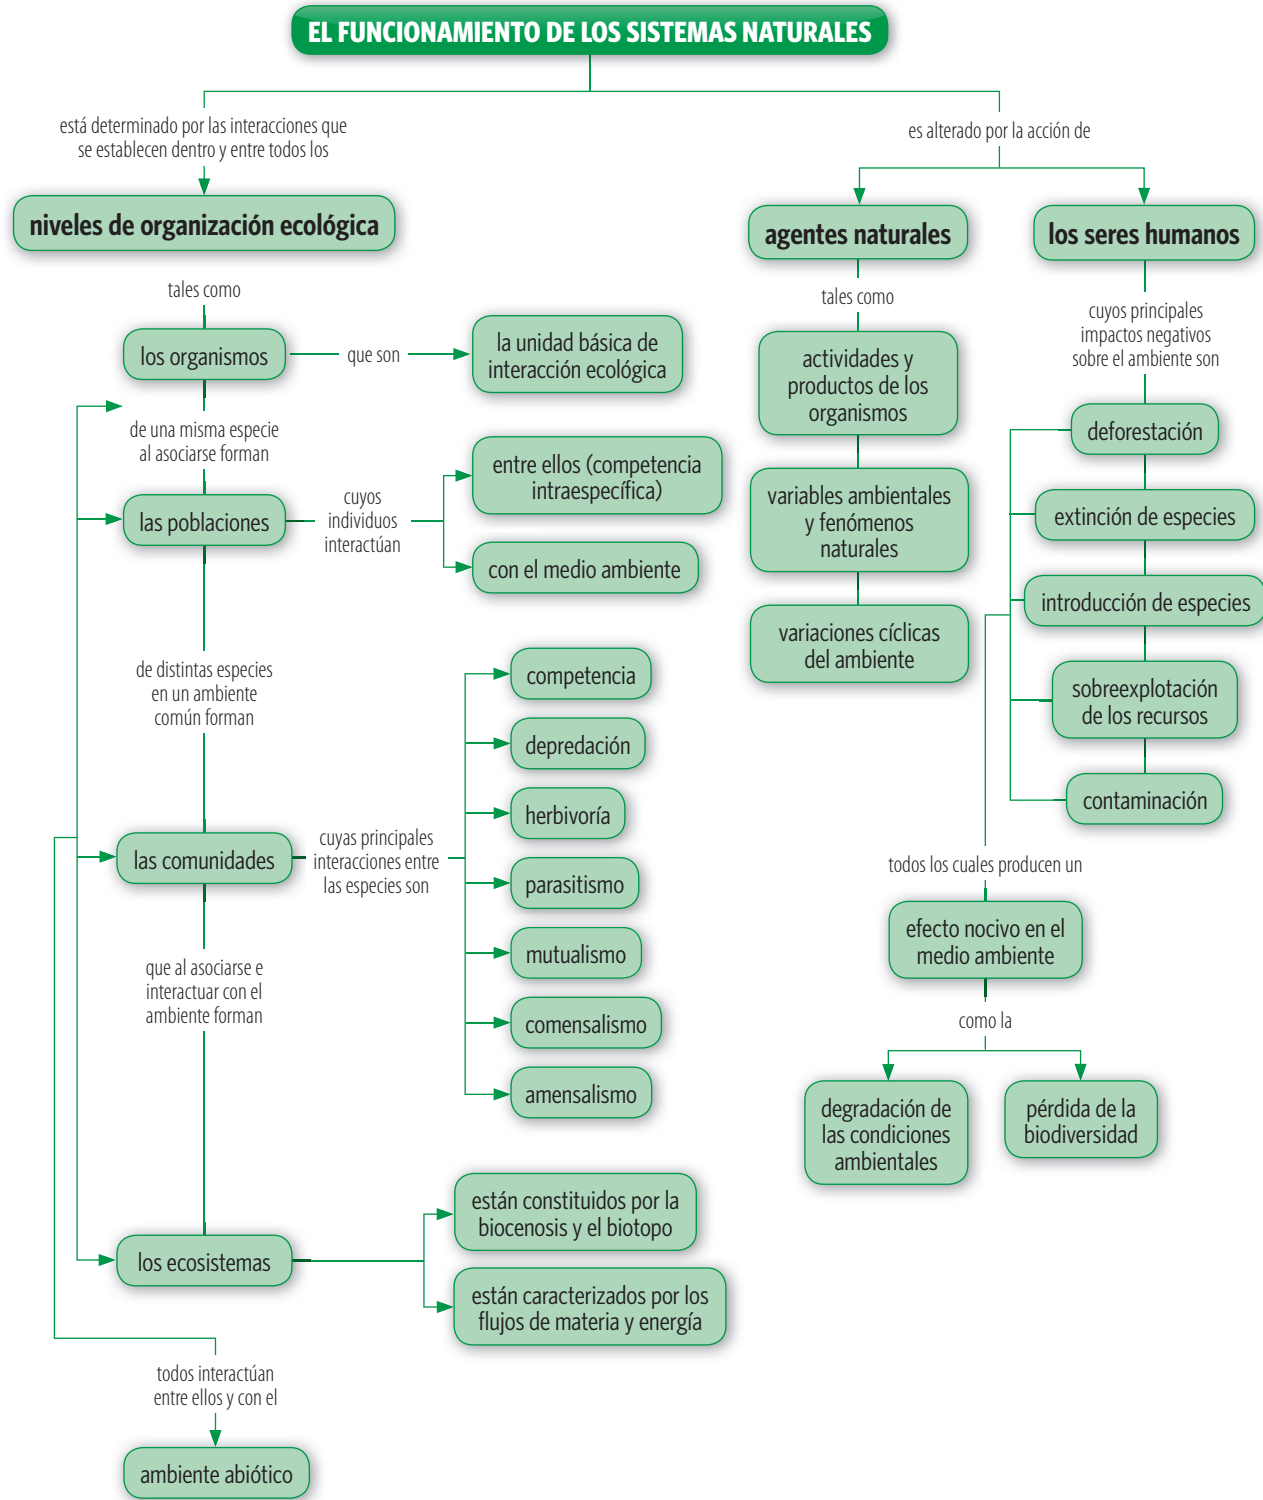 EL FUNCIONAMIENTO DE LOS SISTEMAS NATURALES
está determinado por las interacciones que
se establecen dentro y entre todos los
niveles de organización ecológica
tales como
los organismos
que son
la unidad básica de
interacción ecológica
de una misma especie
al asociarse forman
las poblaciones
cuyos
individuos
interactúan
entre ellos (competencia
intraespecífica)
con el medio ambiente
de distintas especies
en un ambiente
común forman
las comunidades
cuyas principales
interacciones entre
las especies son
competencia
depredación
herbivoría
parasitismo
mutualismo
comensalismo
amensalismo
que al asociarse e
interactuar con el
ambiente forman
los ecosistemas
están constituidos por la
biocenosis y el biotopo
están caracterizados por los
flujos de materia y energía
todos interactúan
entre ellos y con el
ambiente abiótico
es alterado por la acción de
agentes naturales
tales como
actividades y
productos de los
organismos
variables ambientales
y fenómenos
naturales
variaciones cíclicas
del ambiente
los seres humanos
cuyos principales
impactos negativos
sobre el ambiente son
deforestación
extinción de especies
introducción de especies
sobreexplotación
de los recursos
contaminación
todos los cuales producen un
efecto nocivo en el
medio ambiente
como la
degradación de
las condiciones
ambientales
pérdida de la
biodiversidad